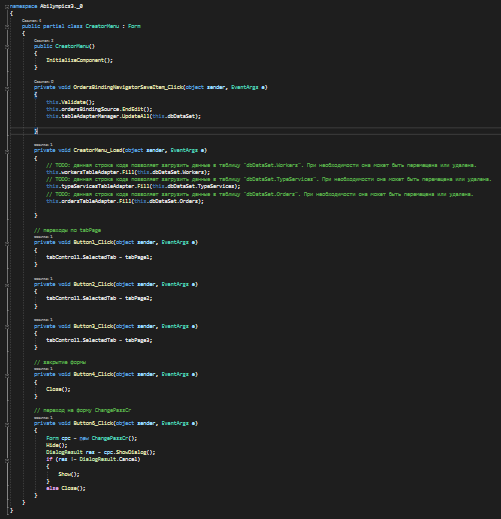 namespace Abilympics3._0
{
Ссылок: 6
public partial class CreatorMenu : Form
{
Ссылок: 3
public CreatorMenu()
{
InitializeComponent();
}
Ссылок: 0
private void OrdersBindingNavigatorSaveItem_Click(object sender, EventArgs e)
{
this.Validate();
this.ordersBindingSource.EndEdit();
this.tableAdapterManager.UpdateAll(this.dbDataSet);
}
ссылка: 1
private void CreatorMenu_Load(object sender, EventArgs e)
{
// TODO: данная строка кода позволяет загрузить данные в таблицу "dbDataSet.Workers". При необходимости она может быть перемещена или удалена.
this.workersTableAdapter.Fill(this.dbDataSet.Workers);
// TODO: данная строка кода позволяет загрузить данные в таблицу "dbDataSet.TypeServices". При необходимости она может быть перемещена или удалена.
this.typeServicesTableAdapter.Fill(this.dbDataSet.TypeServices);
// TODO: данная строка кода позволяет загрузить данные в таблицу "dbDataSet.Orders". При необходимости она может быть перемещена или удалена.
this.ordersTableAdapter.Fill(this.dbDataSet.Orders);
}
// переходы по tabPage
ссылка: 1
private void Button1_Click(object sender, EventArgs e)
{
tabControl1.SelectedTab = tabPage1;
}
ссылка: 1
private void Button2_Click(object sender, EventArgs e)
{
tabControl1.SelectedTab = tabPage2;
}
ссылка: 1
private void Button3_Click(object sender, EventArgs e)
{
tabControl1.SelectedTab = tabPage3;
}
// закрытие формы
ссылка: 1
private void Button4_Click(object sender, EventArgs e)
{
Close();
}
// переход на форму ChangePassCr
ссылка: 1
private void Button5_Click(object sender, EventArgs e)
{
Form cpc = new ChangePassCr();
Hide();
DialogResult res = cpc.ShowDialog();
if (res != DialogResult.Cancel)
{
Show();
}
else Close();
}
}
}